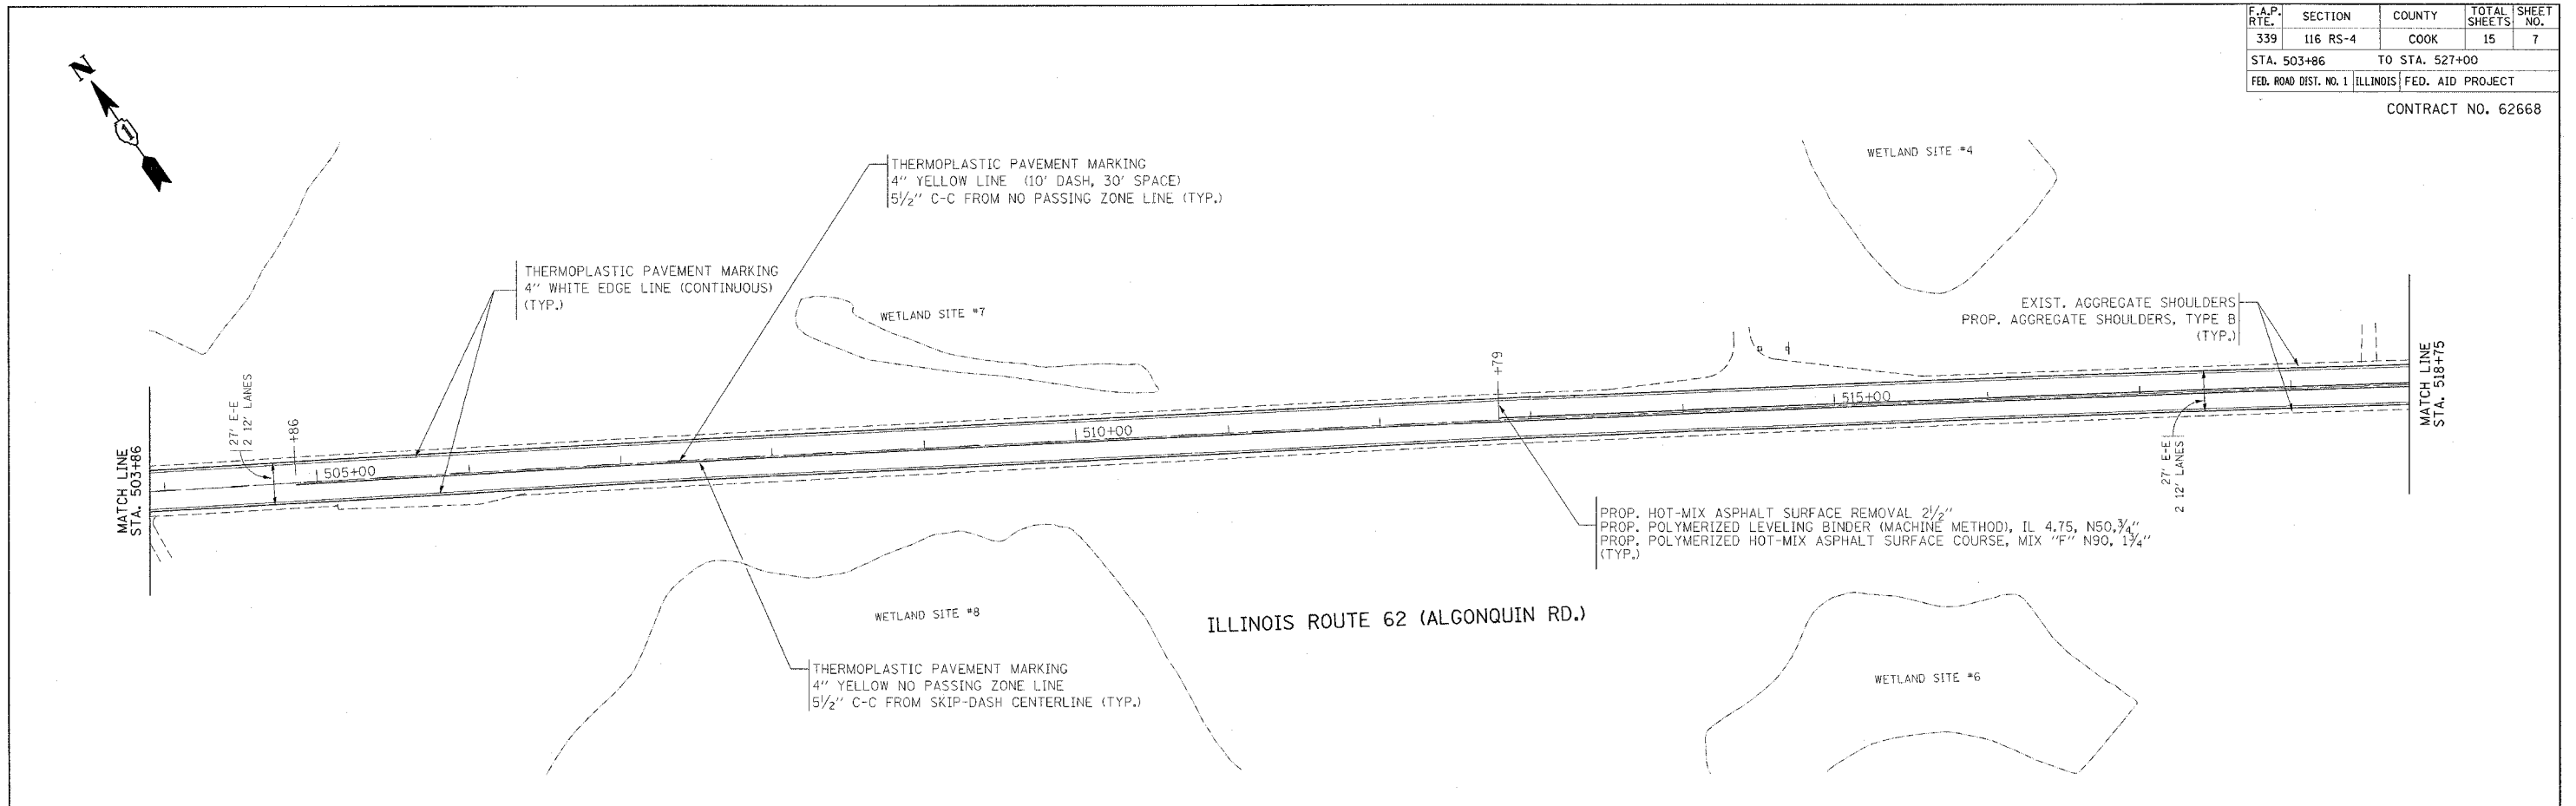 F.A.P. RTE. SECTION COUNTY TOTAL SHEETS SHEET NO.
339 116 RS-4 COOK 15 7
STA. 503+86 TO STA. 527+00
FED. ROAD DIST. NO. 1 ILLINOIS FED. AID PROJECT
CONTRACT NO. 62668
N
1
THERMOPLASTIC PAVEMENT MARKING
4" YELLOW LINE (10' DASH, 30' SPACE)
5½" C-C FROM NO PASSING ZONE LINE (TYP.)
WETLAND SITE #4
THERMOPLASTIC PAVEMENT MARKING
4" WHITE EDGE LINE (CONTINUOUS)
(TYP.)
WETLAND SITE #7
EXIST. AGGREGATE SHOULDERS
PROP. AGGREGATE SHOULDERS, TYPE B
(TYP.)
MATCH LINE
STA. 503+86
27' E-E
2 12' LANES
+86
505+00
510+00
+79
515+00
27' E-E
2 12' LANES
MATCH LINE
STA. 518+75
PROP. HOT-MIX ASPHALT SURFACE REMOVAL 2½"
PROP. POLYMERIZED LEVELING BINDER (MACHINE METHOD), IL 4.75, N50,¾"
PROP. POLYMERIZED HOT-MIX ASPHALT SURFACE COURSE, MIX "F" N90, 1¾"
(TYP.)
WETLAND SITE #8
ILLINOIS ROUTE 62 (ALGONQUIN RD.)
THERMOPLASTIC PAVEMENT MARKING
4" YELLOW NO PASSING ZONE LINE
5½" C-C FROM SKIP-DASH CENTERLINE (TYP.)
WETLAND SITE #6